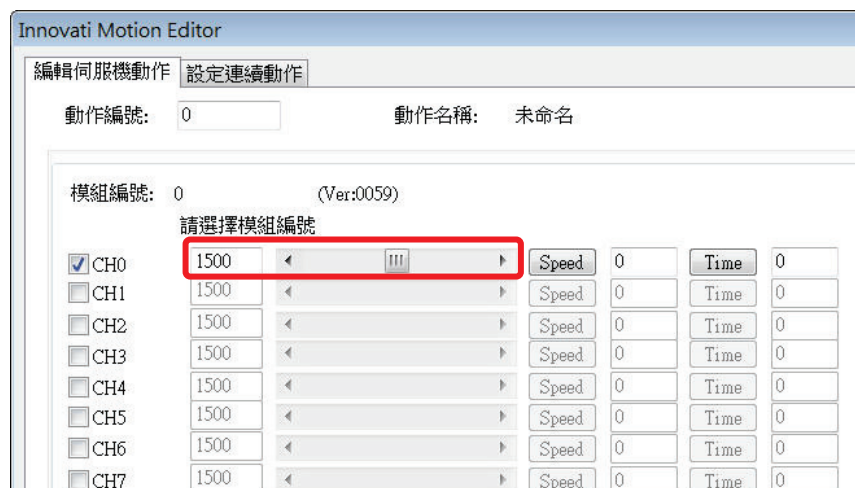 Innovati Motion Editor
編輯伺服機動作 設定連續動作
動作編號: 0 動作名稱: 未命名
模組編號: 0 (Ver:0059)
請選擇模組編號
CH0 1500 Speed 0 Time 0
CH1 1500 Speed 0 Time 0
CH2 1500 Speed 0 Time 0
CH3 1500 Speed 0 Time 0
CH4 1500 Speed 0 Time 0
CH5 1500 Speed 0 Time 0
CH6 1500 Speed 0 Time 0
CH7 1500 Speed 0 Time 0